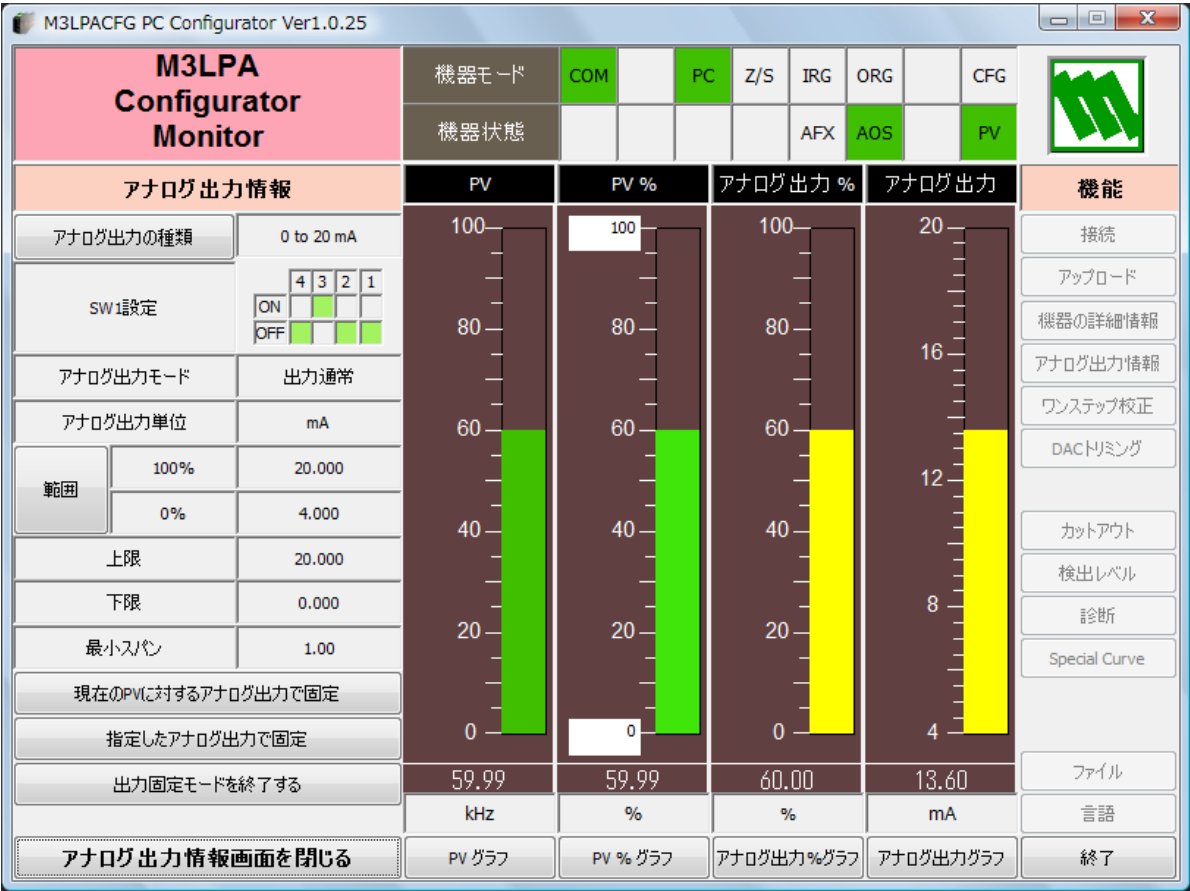 M3LPACFG PC Configurator Ver1.0.25
M3LPA
Configurator
Monitor
機器モード
COM
PC
Z/S
IRG
ORG
CFG
機器状態
AFX
AOS
PV
アナログ出力情報
アナログ出力の種類
0 to 20 mA
SW1設定
4 3 2 1
ON
OFF
アナログ出力モード
出力通常
アナログ出力単位
mA
範囲
100%
20.000
0%
4.000
上限
20.000
下限
0.000
最小スパン
1.00
現在のPVに対するアナログ出力で固定
指定したアナログ出力で固定
出力固定モードを終了する
アナログ出力情報画面を閉じる
PV
100
80
60
40
20
0
59.99
kHz
PV グラフ
PV %
100
80
60
40
20
0
59.99
%
PV % グラフ
アナログ出力 %
100
80
60
40
20
0
60.00
%
アナログ出力%グラフ
アナログ出力
20
16
12
8
4
13.60
mA
アナログ出力グラフ
機能
接続
アップロード
機器の詳細情報
アナログ出力情報
ワンステップ校正
DACトリミング
カットアウト
検出レベル
診断
Special Curve
ファイル
言語
終了